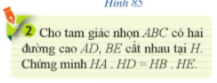 Hình 85
2 Cho tam giác nhọn ABC có hai
đường cao AD, BE cắt nhau tại H.
Chứng minh HA . HD = HB . HE.